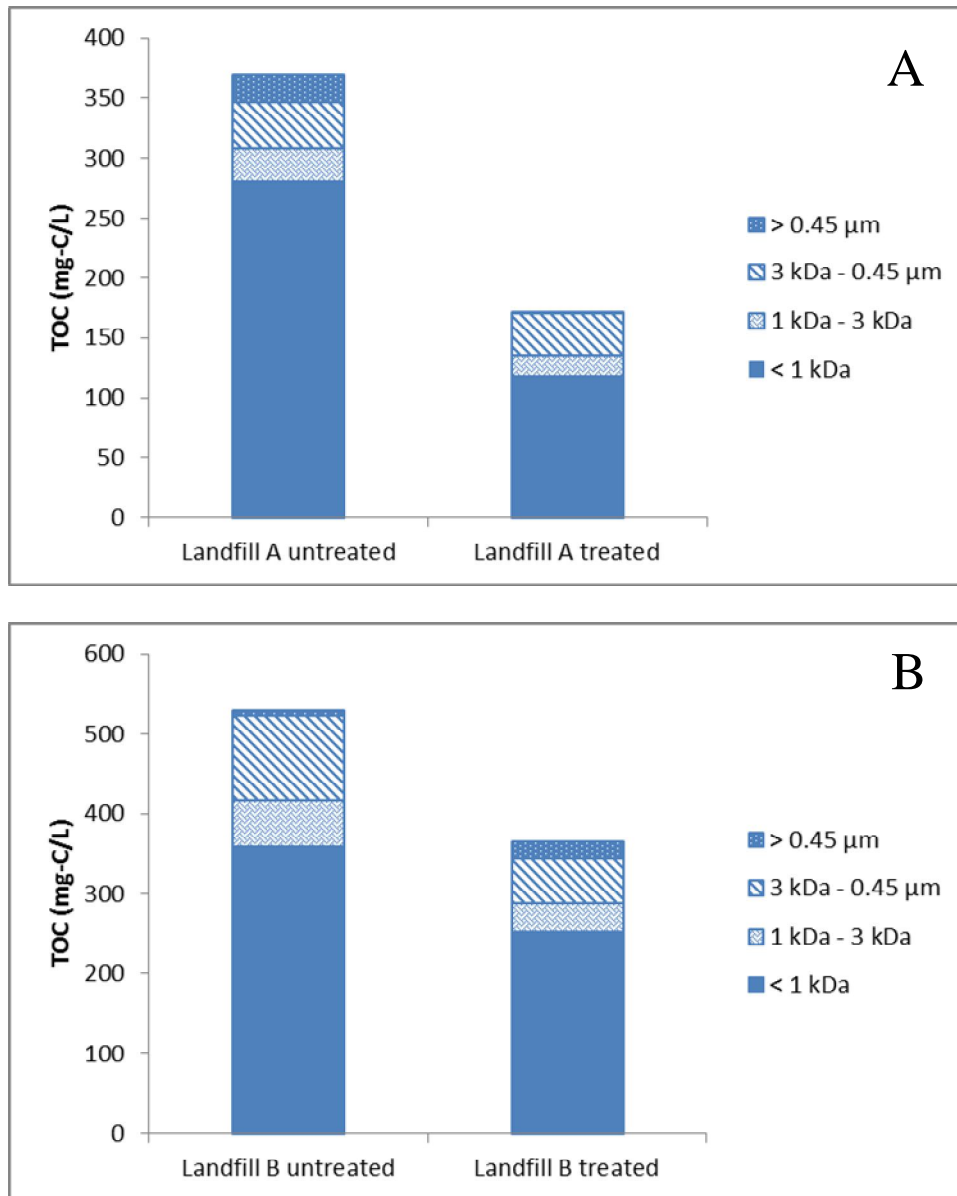 A
400
350
300
250
200
150
100
50
0
TOC (mg-C/L)
Landfill A untreated
Landfill A treated
> 0.45 µm
3 kDa - 0.45 µm
1 kDa - 3 kDa
< 1 kDa
B
600
500
400
300
200
100
0
TOC (mg-C/L)
Landfill B untreated
Landfill B treated
> 0.45 µm
3 kDa - 0.45 µm
1 kDa - 3 kDa
< 1 kDa